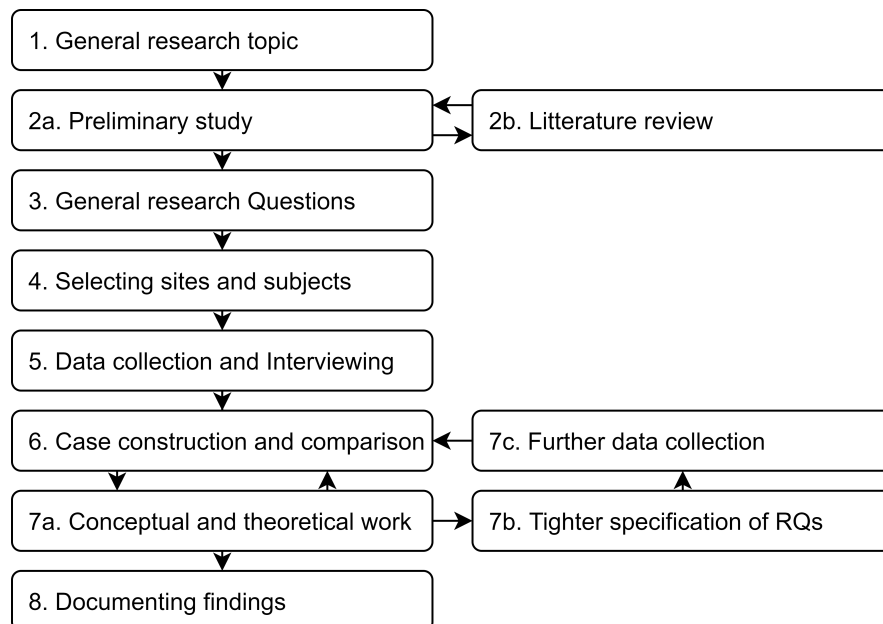 1. General research topic
2a. Preliminary study
2b. Litterature review
3. General research Questions
4. Selecting sites and subjects
5. Data collection and Interviewing
6. Case construction and comparison
7c. Further data collection
7a. Conceptual and theoretical work
7b. Tighter specification of RQs
8. Documenting findings